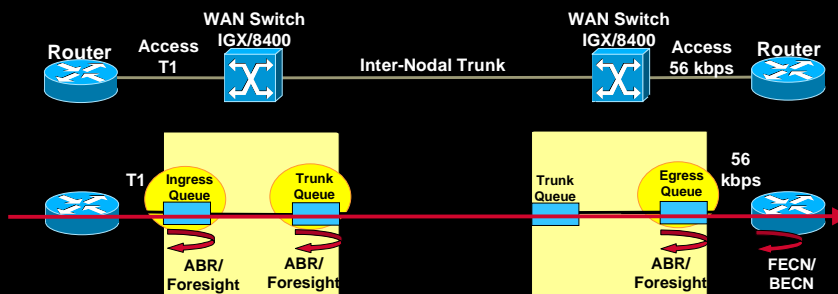 WAN Switch
IGX/8400
WAN Switch
IGX/8400
Router
Access
T1
Inter-Nodal Trunk
Access
56 kbps
Router
T1
Ingress
Queue
Trunk
Queue
Trunk
Queue
Egress
Queue
56
kbps
ABR/
Foresight
ABR/
Foresight
ABR/
Foresight
FECN/
BECN